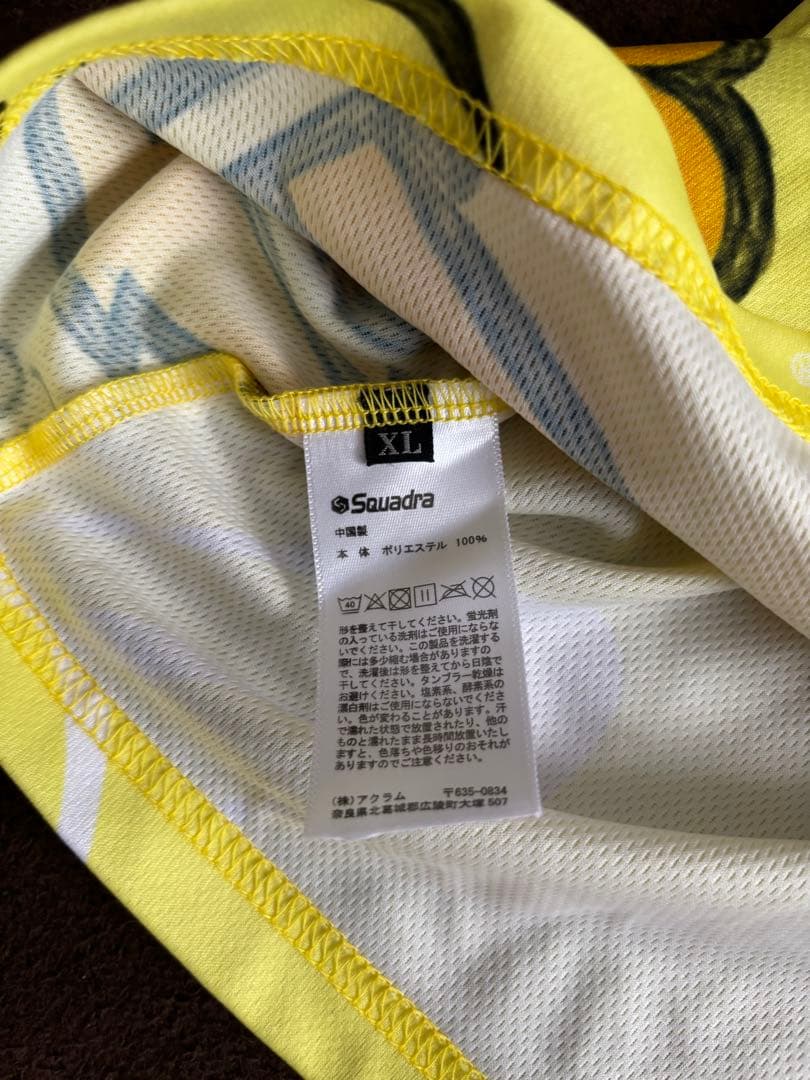 XL
Squadra
中国製
本 体 ポリエステル 100%
40
形を整えて干してください。蛍光剤
の入っている洗剤はご使用にならな
いでください。この製品を洗濯する
際には多少縮む場合がありますの
で、洗濯後は形を整えてから日陰で
干してください。タンブラー乾燥は
お避けください。塩素系、酵素系の
漂白剤はご使用にならないでくださ
い。色が変わることがあります。汗
で濡れた状態で放置されたり、他の
ものと濡れたまま長時間放置いたし
ますと、色落ちや色移りのおそれが
ありますのでご注意ください。
(株)アクラム 〒635-0834
奈良県北葛城郡広陵町大塚 507